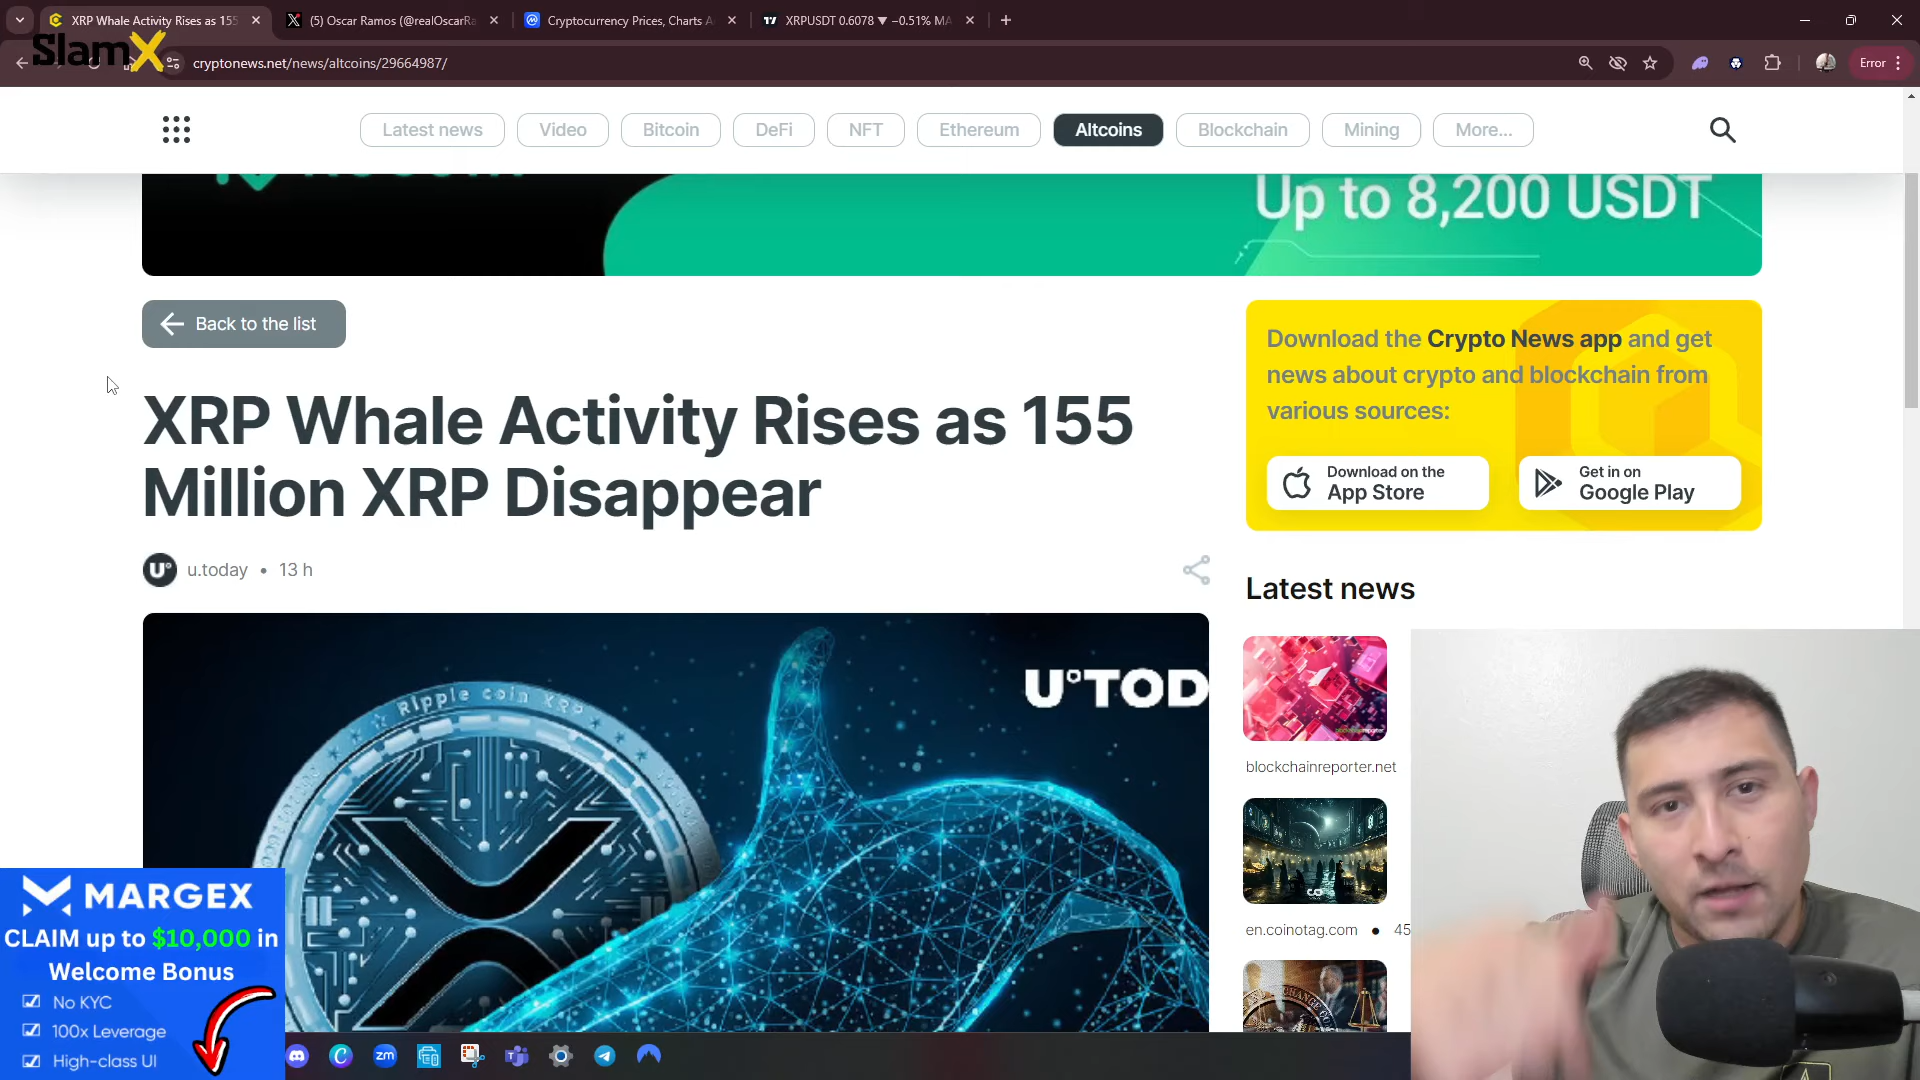 XRP Whale Activity Rises as 155
(5) Oscar Ramos (@realOscarRa
Cryptocurrency Prices, Charts A
XRPUSDT 0.6078 ▼ −0.51% MA
SlamX
cryptonews.net/news/altcoins/29664987/
Error
Latest news
Video
Bitcoin
DeFi
NFT
Ethereum
Altcoins
Blockchain
Mining
More...
Up to 8,200 USDT
Back to the list
XRP Whale Activity Rises as 155
Million XRP Disappear
u.today • 13 h
Download the Crypto News app and get
news about crypto and blockchain from
various sources:
Download on the
App Store
Get in on
Google Play
Latest news
blockchainreporter.net
en.coinotag.com • 45
Ripple coin XRP
U°TOD
MARGEX
CLAIM up to $10,000 in
Welcome Bonus
No KYC
100x Leverage
High-class UI
zm